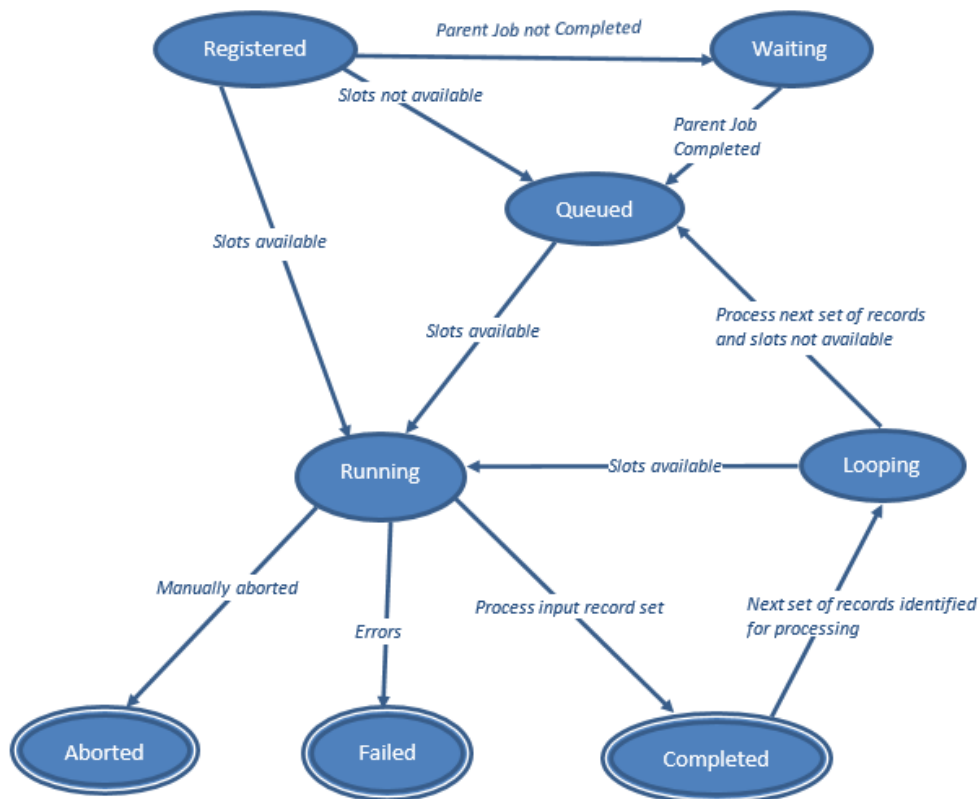 Registered
Parent Job not Completed
Waiting
Slots not available
Parent Job
Completed
Queued
Slots available
Process next set of records
and slots not available
Slots available
Running
Slots available
Looping
Manually aborted
Process input record set
Next set of records identified
for processing
Errors
Aborted
Failed
Completed